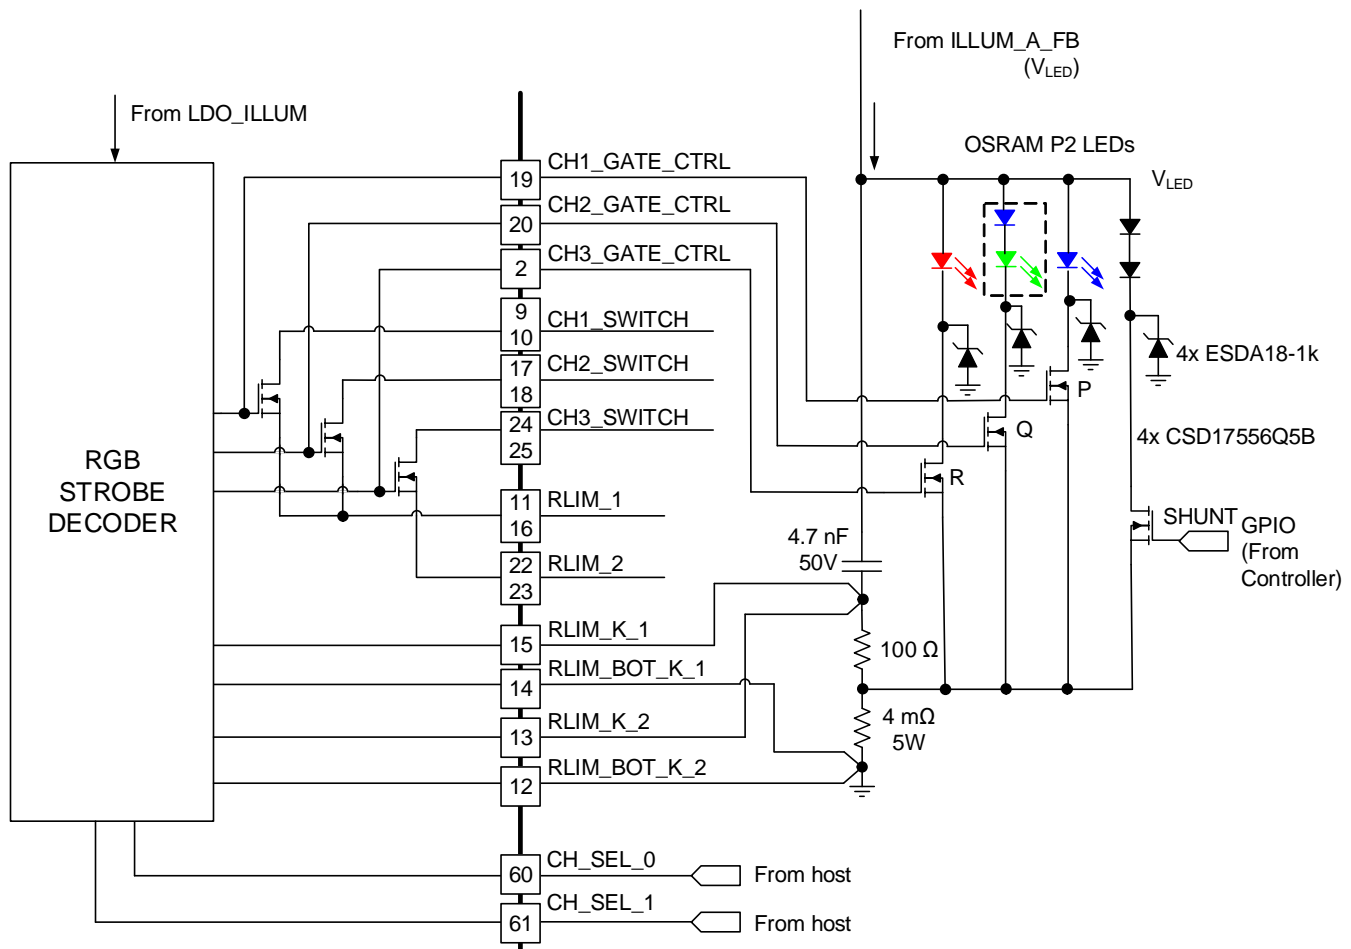 From ILLUM_A_FB
(VLED)
From LDO_ILLUM
OSRAM P2 LEDs
CH1_GATE_CTRL
19
VLED
CH2_GATE_CTRL
20
CH3_GATE_CTRL
2
9
10
CH1_SWITCH
17
18
CH2_SWITCH
24
25
CH3_SWITCH
4x ESDA18-1k
P
Q
R
4x CSD17556Q5B
RGB
STROBE
DECODER
11
16
RLIM_1
22
23
RLIM_2
4.7 nF
50V
SHUNT
GPIO
(From
Controller)
15
RLIM_K_1
100 Ω
14
RLIM_BOT_K_1
13
RLIM_K_2
4 mΩ
5W
12
RLIM_BOT_K_2
60
CH_SEL_0
From host
61
CH_SEL_1
From host